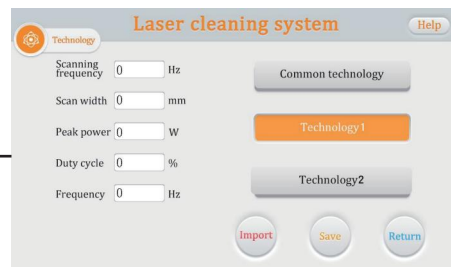 Laser cleaning system
Help
Technology
Scanning
frequency 0 Hz
Scan width 0 mm
Peak power 0 W
Duty cycle 0 %
Frequency 0 Hz
Common technology
Technology1
Technology2
Import
Save
Return